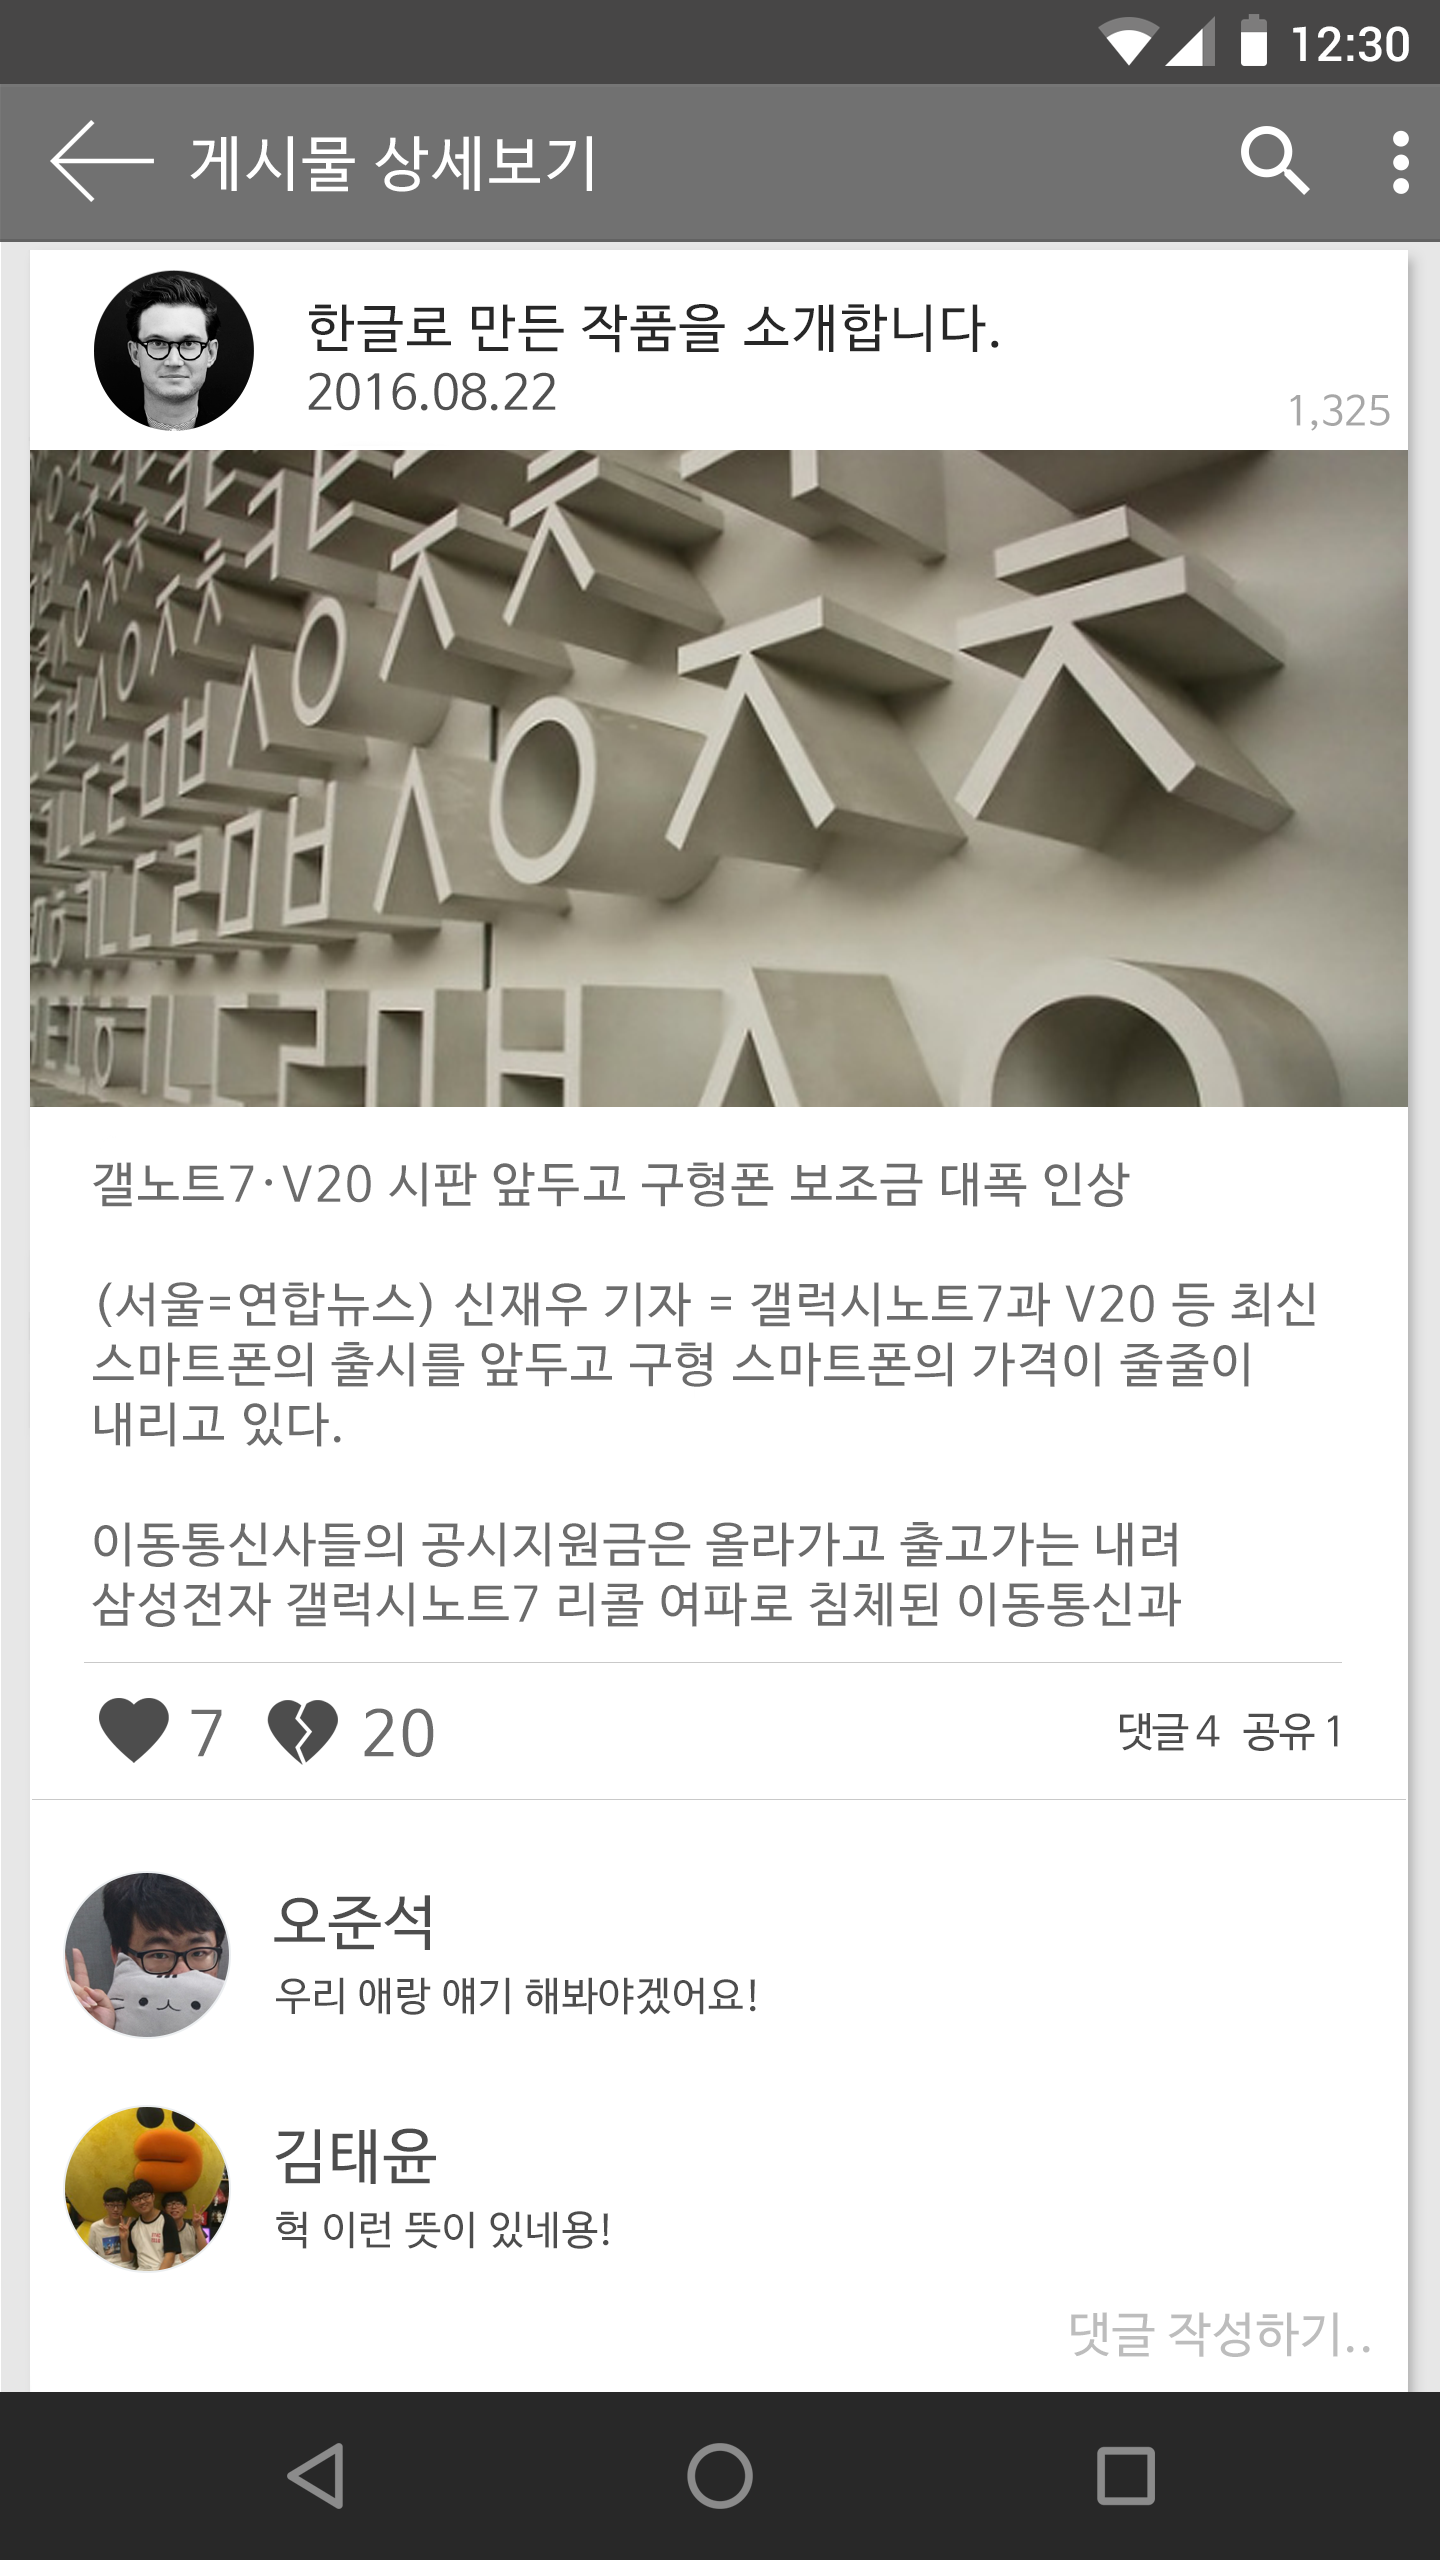 12:30
게시물 상세보기
한글로 만든 작품을 소개합니다.
2016.08.22
1,325
ㅊ
ㅅㅇㅈㅊ
ㄱㄴㄷㄹㅁㅂㅅㅇㅈㅊ
ㄹㅁㅂㅅㅇ
갤노트7·V20 시판 앞두고 구형폰 보조금 대폭 인상
(서울=연합뉴스) 신재우 기자 = 갤럭시노트7과 V20 등 최신
스마트폰의 출시를 앞두고 구형 스마트폰의 가격이 줄줄이
내리고 있다.
이동통신사들의 공시지원금은 올라가고 출고가는 내려
삼성전자 갤럭시노트7 리콜 여파로 침체된 이동통신과
7 20 댓글 4 공유 1
오준석
우리 애랑 얘기 해봐야겠어요!
김태윤
헉 이런 뜻이 있네용!
댓글 작성하기..